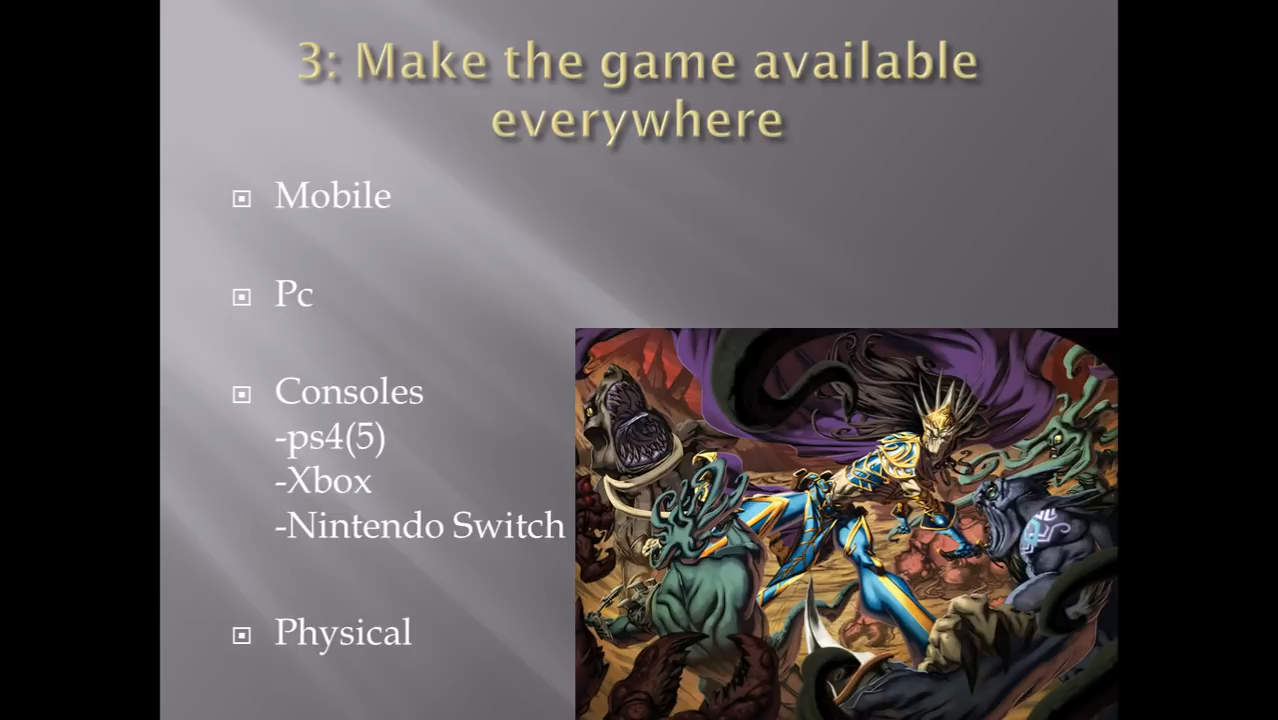 3: Make the game available
everywhere
Mobile
Pc
Consoles
-ps4(5)
-Xbox
-Nintendo Switch
Physical